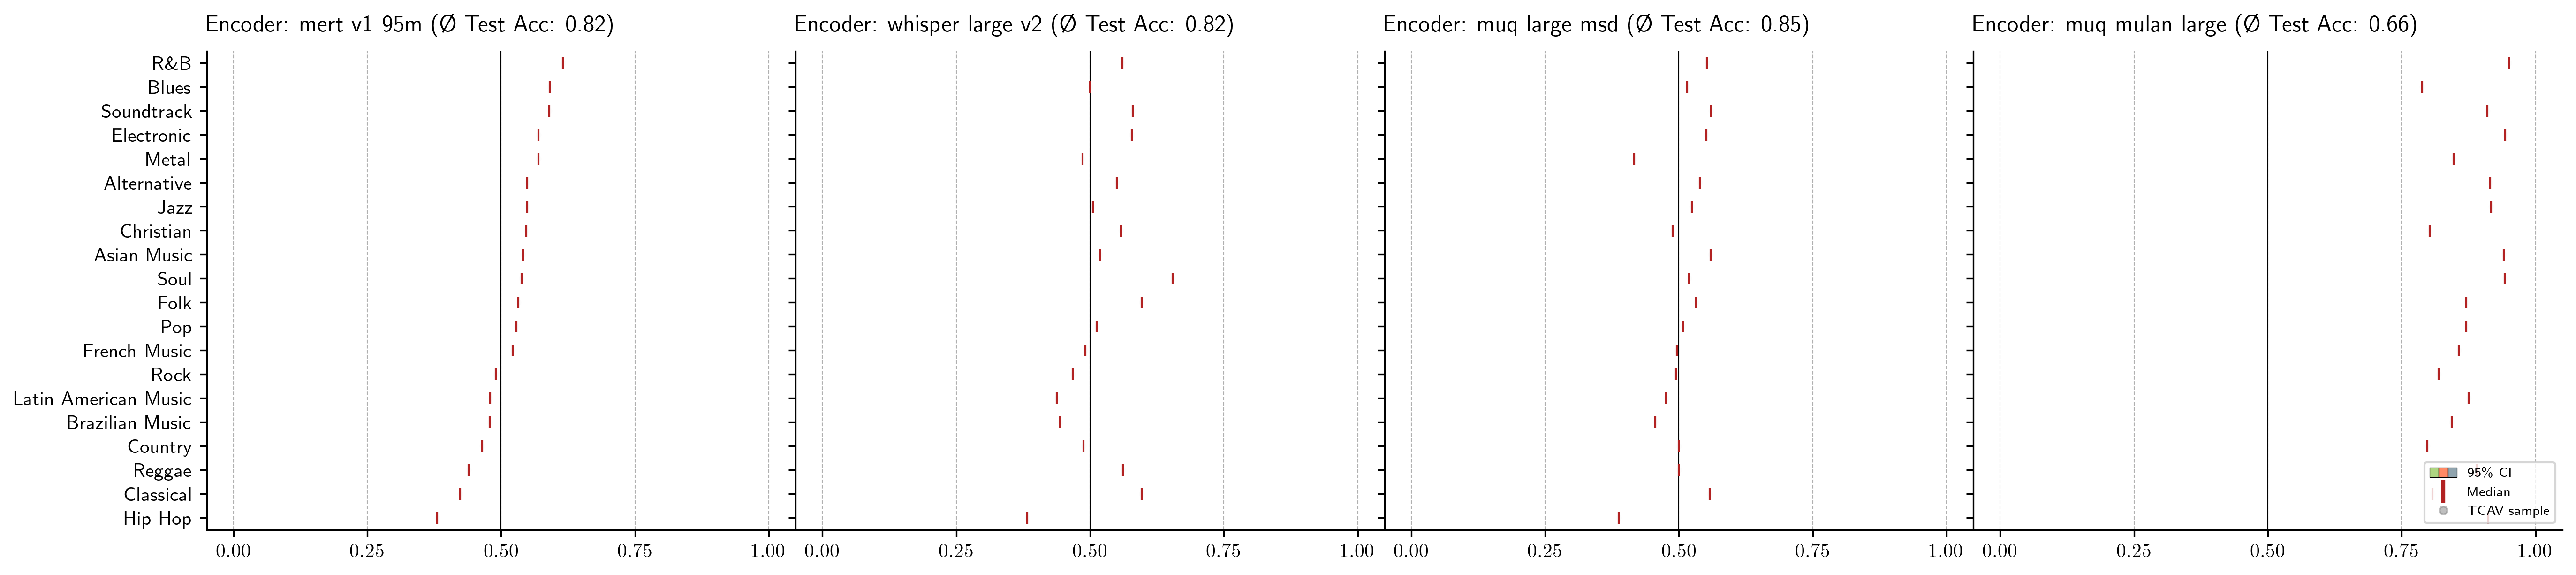 Encoder: mert_v1_95m (Ø Test Acc: 0.82)
Encoder: whisper_large_v2 (Ø Test Acc: 0.82)
Encoder: muq_large_msd (Ø Test Acc: 0.85)
Encoder: muq_mulan_large (Ø Test Acc: 0.66)
R&B
Blues
Soundtrack
Electronic
Metal
Alternative
Jazz
Christian
Asian Music
Soul
Folk
Pop
French Music
Rock
Latin American Music
Brazilian Music
Country
Reggae
Classical
Hip Hop
95% CI
Median
TCAV sample
0.00 0.25 0.50 0.75 1.00
0.00 0.25 0.50 0.75 1.00
0.00 0.25 0.50 0.75 1.00
0.00 0.25 0.50 0.75 1.00